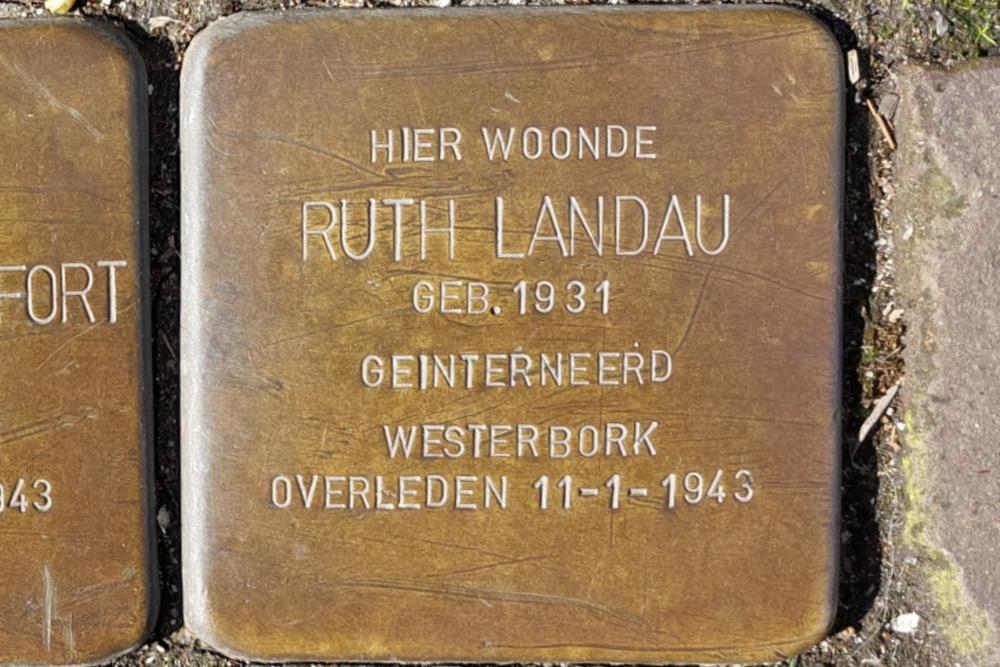 HIER WOONDE
RUTH LANDAU
GEB. 1931
GEINTERNEERD
WESTERBORK
OVERLEDEN 11-1-1943
FORT
943